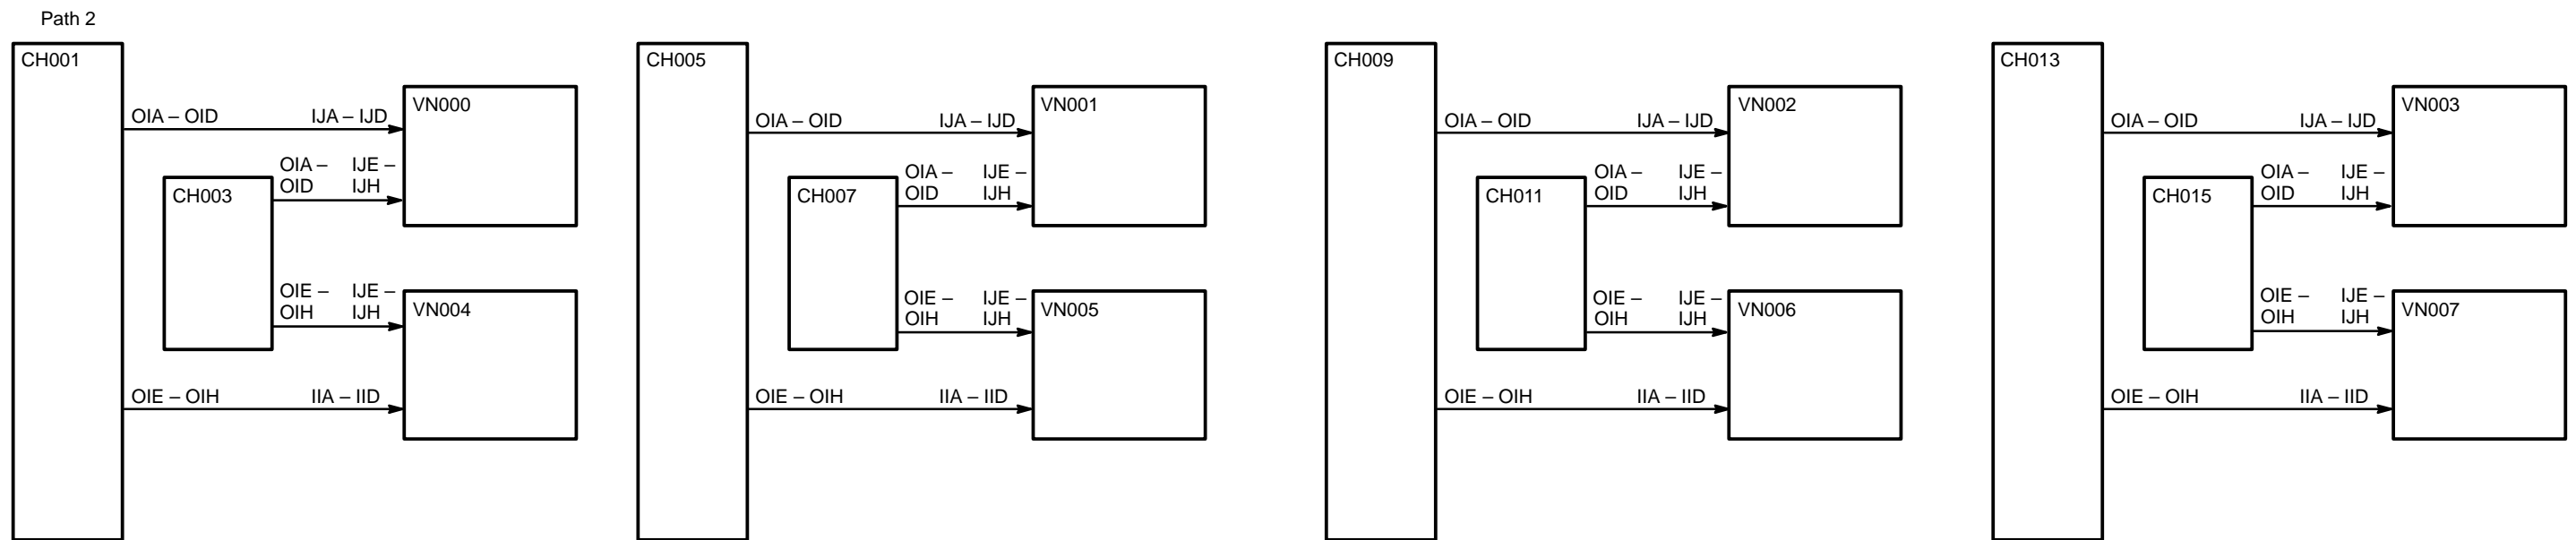 Path 2
CH001
OIA – OID IJA – IJD
VN000
CH003
OIA – IJE –
OID IJH
OIE – IJE –
OIH IJH
VN004
OIE – OIH IIA – IID
CH005
OIA – OID IJA – IJD
VN001
CH007
OIA – IJE –
OID IJH
OIE – IJE –
OIH IJH
VN005
OIE – OIH IIA – IID
CH009
OIA – OID IJA – IJD
VN002
CH011
OIA – IJE –
OID IJH
OIE – IJE –
OIH IJH
VN006
OIE – OIH IIA – IID
CH013
OIA – OID IJA – IJD
VN003
CH015
OIA – IJE –
OID IJH
OIE – IJE –
OIH IJH
VN007
OIE – OIH IIA – IID